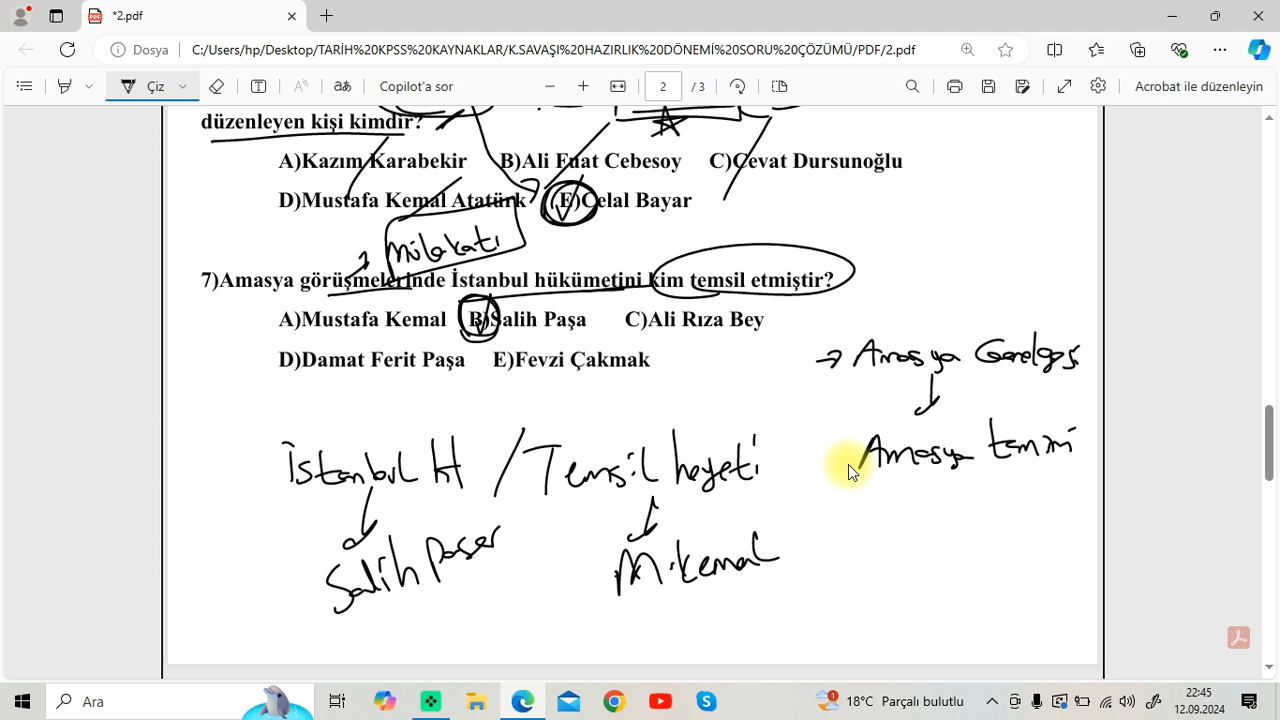 *2.pdf
Dosya C:/Users/hp/Desktop/TARİH%20KPSS%20KAYNAKLAR/K.SAVAŞI%20HAZIRLIK%20DÖNEMİ%20SORU%20ÇÖZÜMÜ/PDF/2.pdf
Çiz aあ Copilot'a sor 2 / 3 Acrobat ile düzenleyin
düzenleyen kişi kimdir?
A)Kazım Karabekir B)Ali Fuat Cebesoy C)Cevat Dursunoğlu
D)Mustafa Kemal Atatürk E)Celal Bayar
mülakatı
7)Amasya görüşmelerinde İstanbul hükümetini kim temsil etmiştir?
A)Mustafa Kemal B)Salih Paşa C)Ali Rıza Bey
D)Damat Ferit Paşa E)Fevzi Çakmak
Amasya Genelgesi
Amasya tamimi
İstanbul H / Temsil heyeti
Salih Paşa M.Kemal
Ara
1
18°C Parçalı bulutlu
22:45
12.09.2024